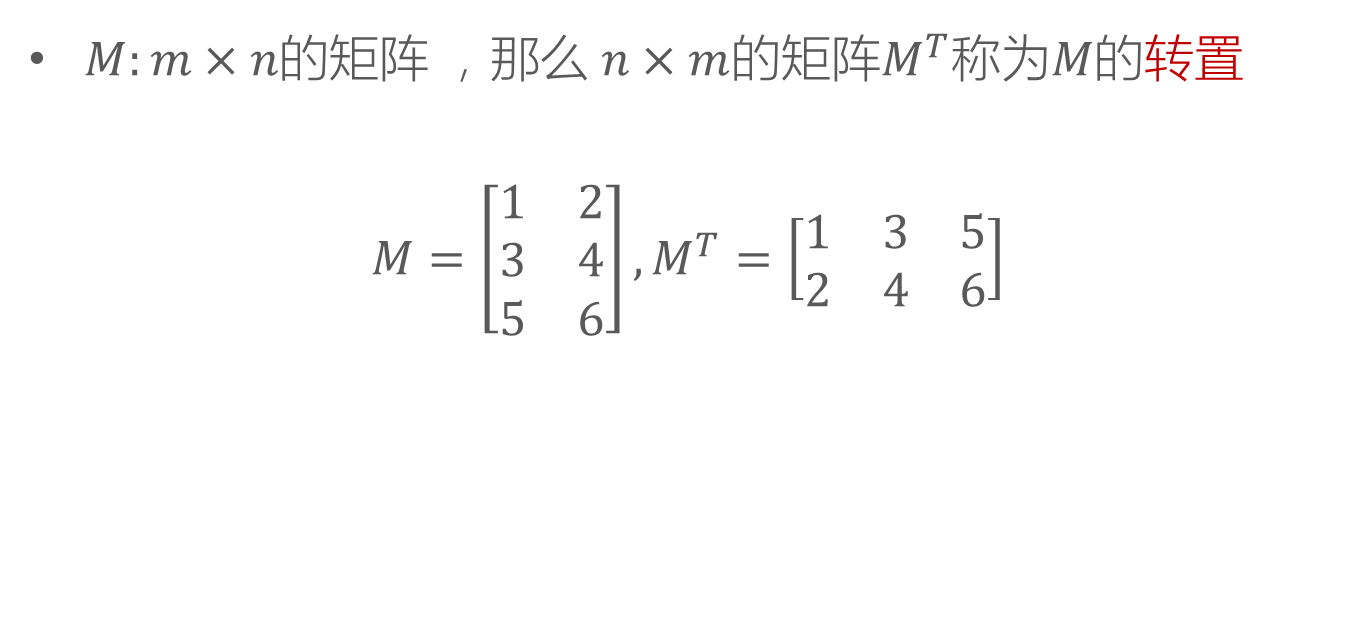 • M: m × n的矩阵，那么 n × m的矩阵Mᵀ称为M的转置
M = [1 2; 3 4; 5 6], Mᵀ = [1 3 5; 2 4 6]